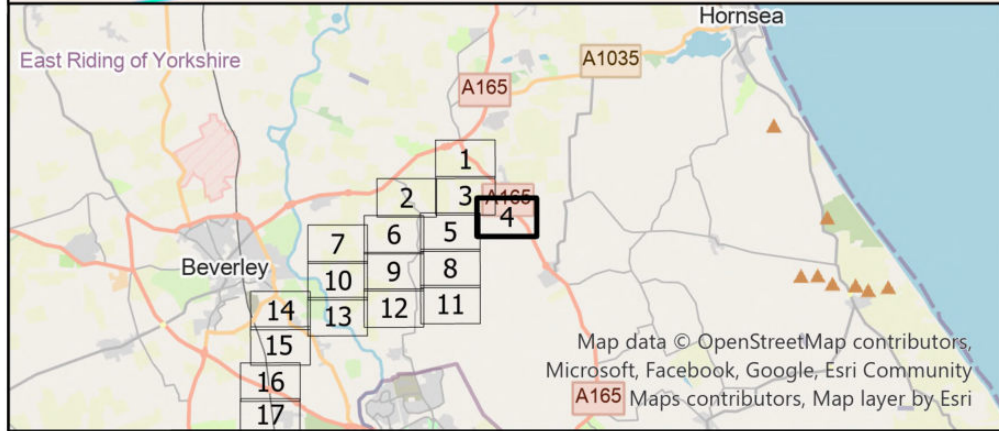 Hornsea
East Riding of Yorkshire
A1035
A165
1
2
3
A165
4
5
6
7
Beverley
8
9
10
11
12
13
14
15
16
17
Map data © OpenStreetMap contributors,
Microsoft, Facebook, Google, Esri Community
A165
Maps contributors, Map layer by Esri